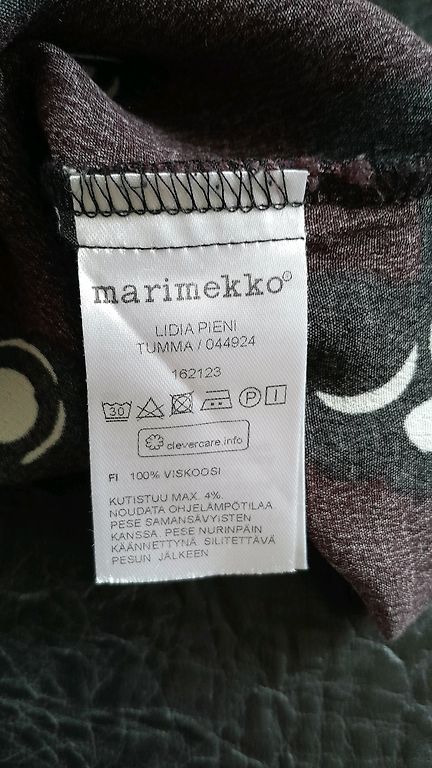 marimekko®
LIDIA PIENI
TUMMA / 044924
162123
30 P
clevercare.info
FI 100% VISKOOSI
KUTISTUU MAX. 4%.
NOUDATA OHJELÄMPÖTILAA.
PESE SAMANSÄVYISTEN
KANSSA. PESE NURINPÄIN
KÄÄNNETTYNÄ. SILITETTÄVÄ
PESUN JÄLKEEN